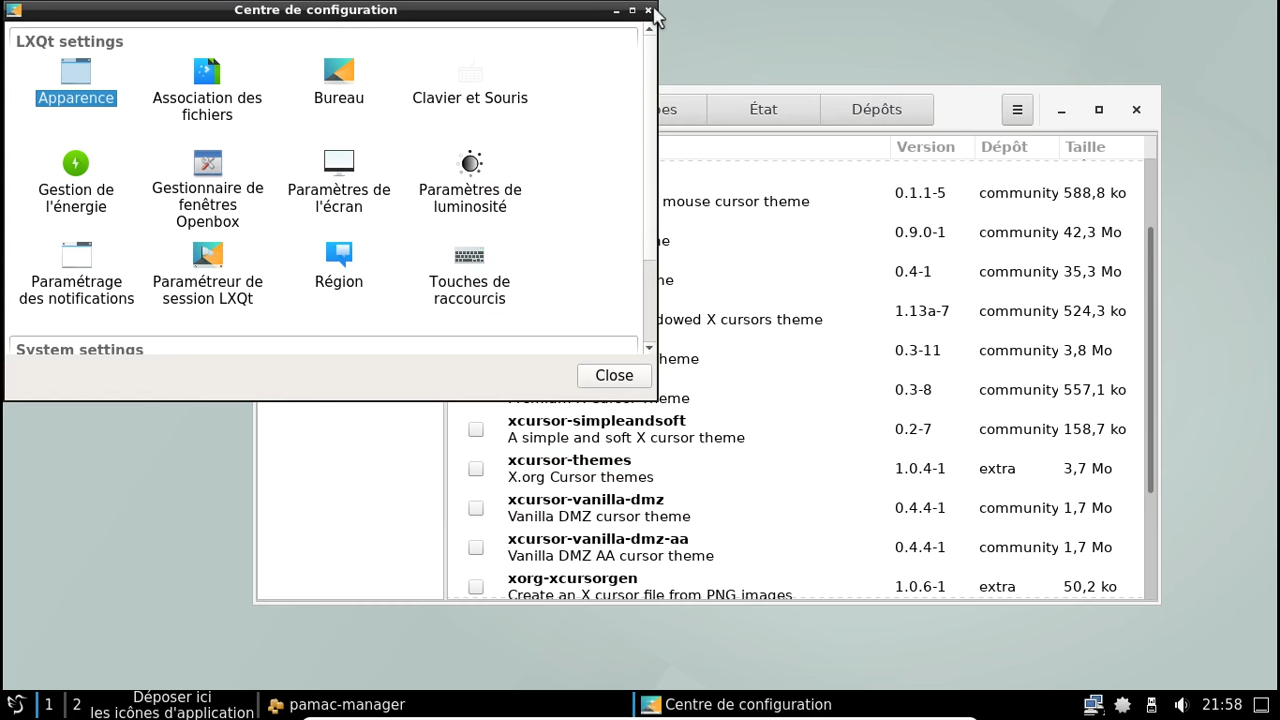 Centre de configuration
LXQt settings
Apparence
Association des
fichiers
Bureau
Clavier et Souris
Gestion de
l'énergie
Gestionnaire de
fenêtres
Openbox
Paramètres de
l'écran
Paramètres de
luminosité
Paramétrage
des notifications
Paramétreur de
session LXQt
Région
Touches de
raccourcis
System settings
Close
État
Dépôts
Version
Dépôt
Taille
mouse cursor theme
0.1.1-5
community
588,8 ko
0.9.0-1
community
42,3 Mo
0.4-1
community
35,3 Mo
X cursors theme
1.13a-7
community
524,3 ko
0.3-11
community
3,8 Mo
0.3-8
community
557,1 ko
xcursor-simpleandsoft
A simple and soft X cursor theme
0.2-7
community
158,7 ko
xcursor-themes
X.org Cursor themes
1.0.4-1
extra
3,7 Mo
xcursor-vanilla-dmz
Vanilla DMZ cursor theme
0.4.4-1
community
1,7 Mo
xcursor-vanilla-dmz-aa
Vanilla DMZ AA cursor theme
0.4.4-1
community
1,7 Mo
xorg-xcursorgen
Create an X cursor file from PNG images
1.0.6-1
extra
50,2 ko
1
2
Déposer ici
les icônes d'application
pamac-manager
Centre de configuration
21:58